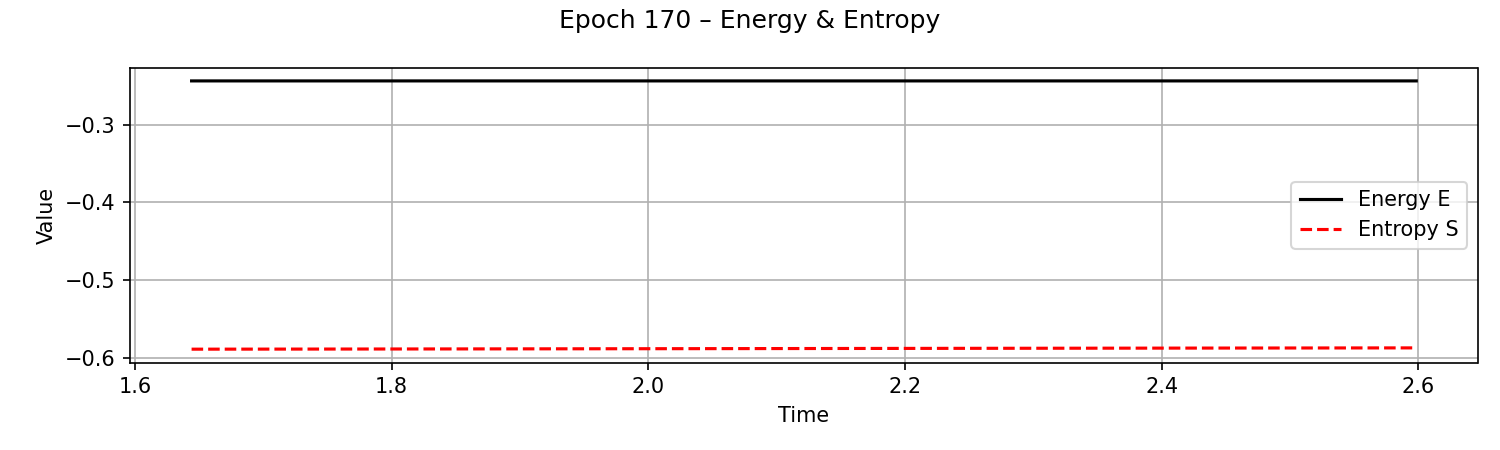 Epoch 170 – Energy & Entropy
Value
−0.3
−0.4
−0.5
−0.6
Energy E
Entropy S
1.6 1.8 2.0 2.2 2.4 2.6
Time